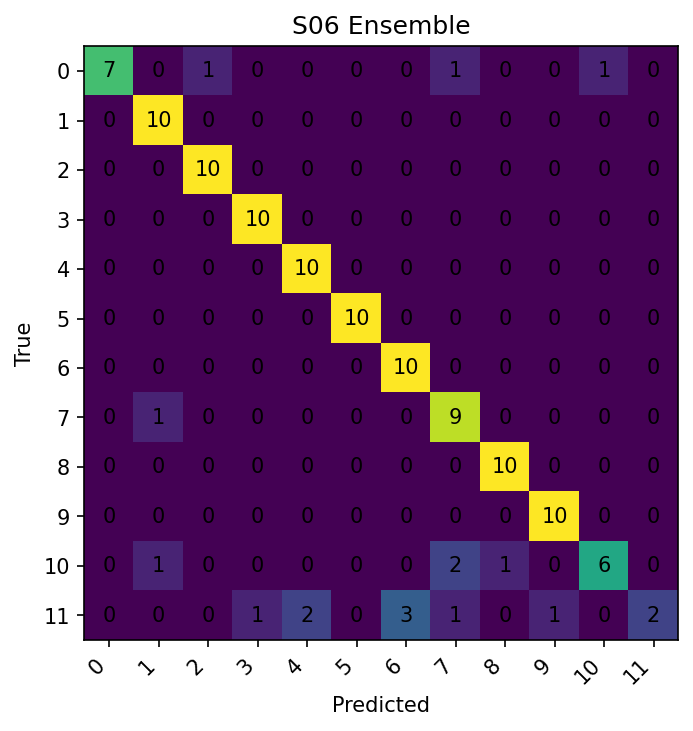 S06 Ensemble
True
0 7 0 1 0 0 0 0 1 0 0 1 0
1 0 10 0 0 0 0 0 0 0 0 0 0
2 0 0 10 0 0 0 0 0 0 0 0 0
3 0 0 0 10 0 0 0 0 0 0 0 0
4 0 0 0 0 10 0 0 0 0 0 0 0
5 0 0 0 0 0 10 0 0 0 0 0 0
6 0 0 0 0 0 0 10 0 0 0 0 0
7 0 1 0 0 0 0 0 9 0 0 0 0
8 0 0 0 0 0 0 0 0 10 0 0 0
9 0 0 0 0 0 0 0 0 0 10 0 0
10 0 1 0 0 0 0 0 2 1 0 6 0
11 0 0 0 1 2 0 3 1 0 1 0 2
0 1 2 3 4 5 6 7 8 9 10 11
Predicted